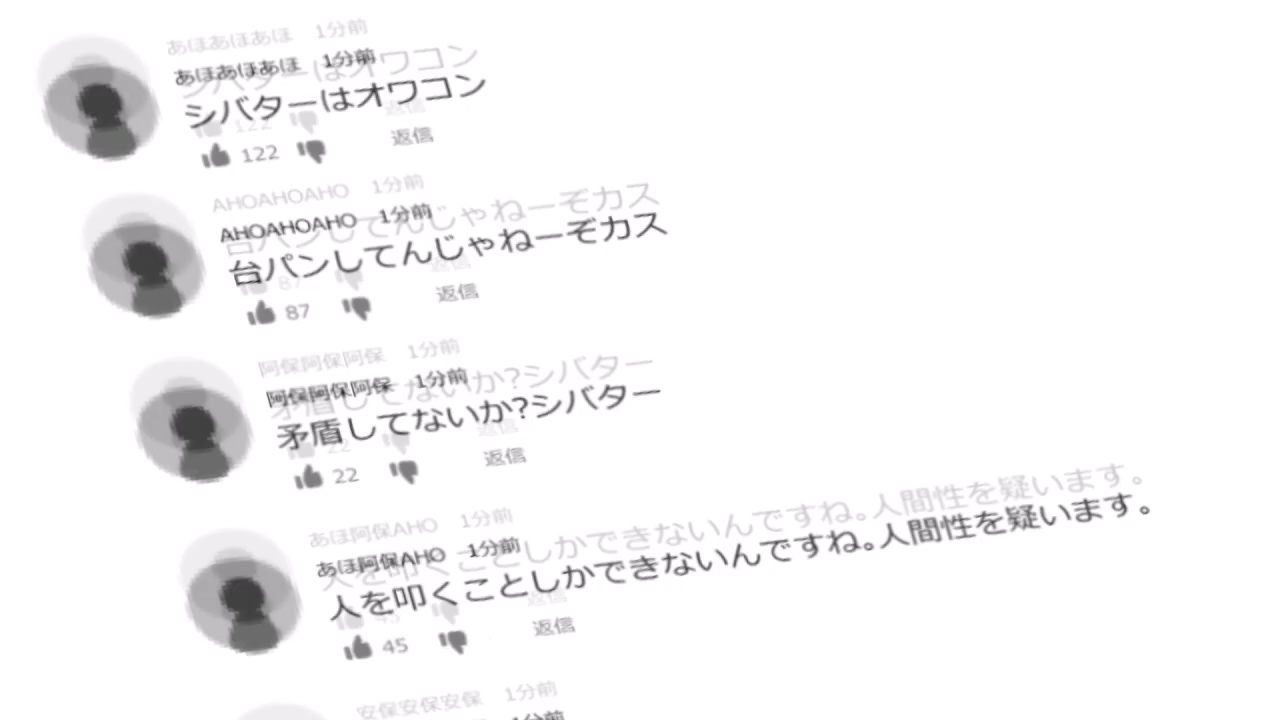 あほあほあほ 1分前
シバターはオワコン
122 返信
AHOAHOAHO 1分前
台パンしてんじゃねーぞカス
87 返信
阿保阿保阿保 1分前
矛盾してないか?シバター
22 返信
あほ阿保AHO 1分前
人を叩くことしかできないんですね。人間性を疑います。
45 返信
安保安保安保 1分前